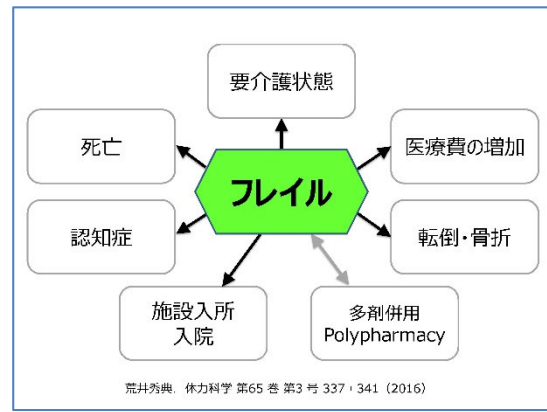 要介護状態
死亡
医療費の増加
フレイル
認知症
転倒・骨折
施設入所
入院
多剤併用
Polypharmacy
荒井秀典. 体力科学 第65 巻 第3 号 337‐341（2016）